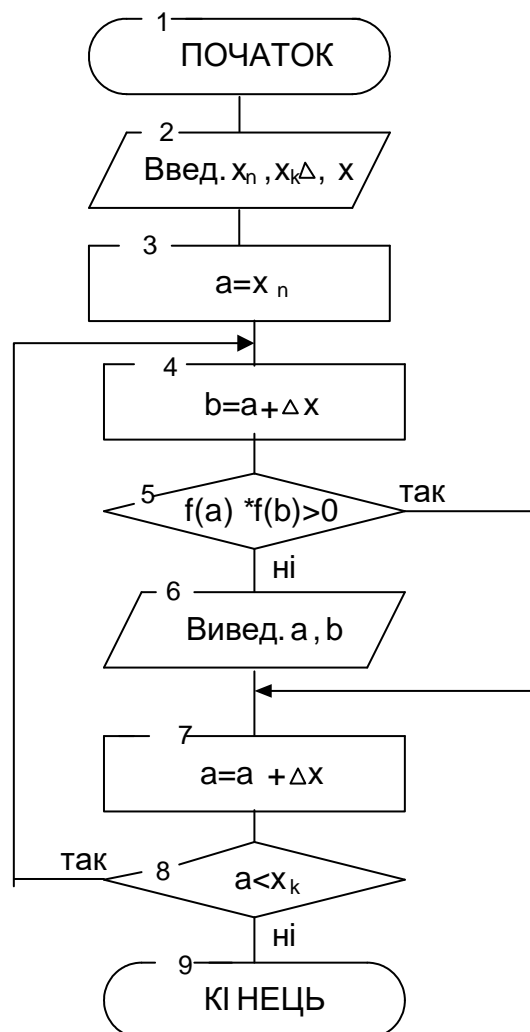 1
ПОЧАТОК
2
Введ. xn , xkΔ, x
3
a=x n
4
b=a+Δx
5
f(a) *f(b)>0
так
ні
6
Вивед. a , b
7
a=a +Δx
так
8
a<xk
ні
9
КІ НЕЦЬ